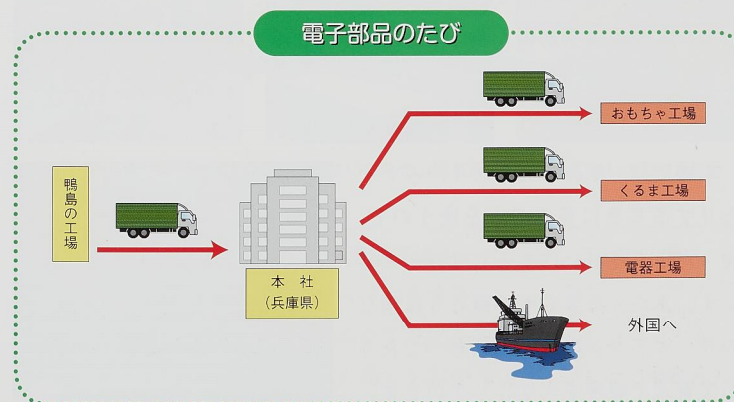 電子部品のたび
鴨島の工場
本 社
(兵庫県)
おもちゃ工場
くるま工場
電器工場
外国へ